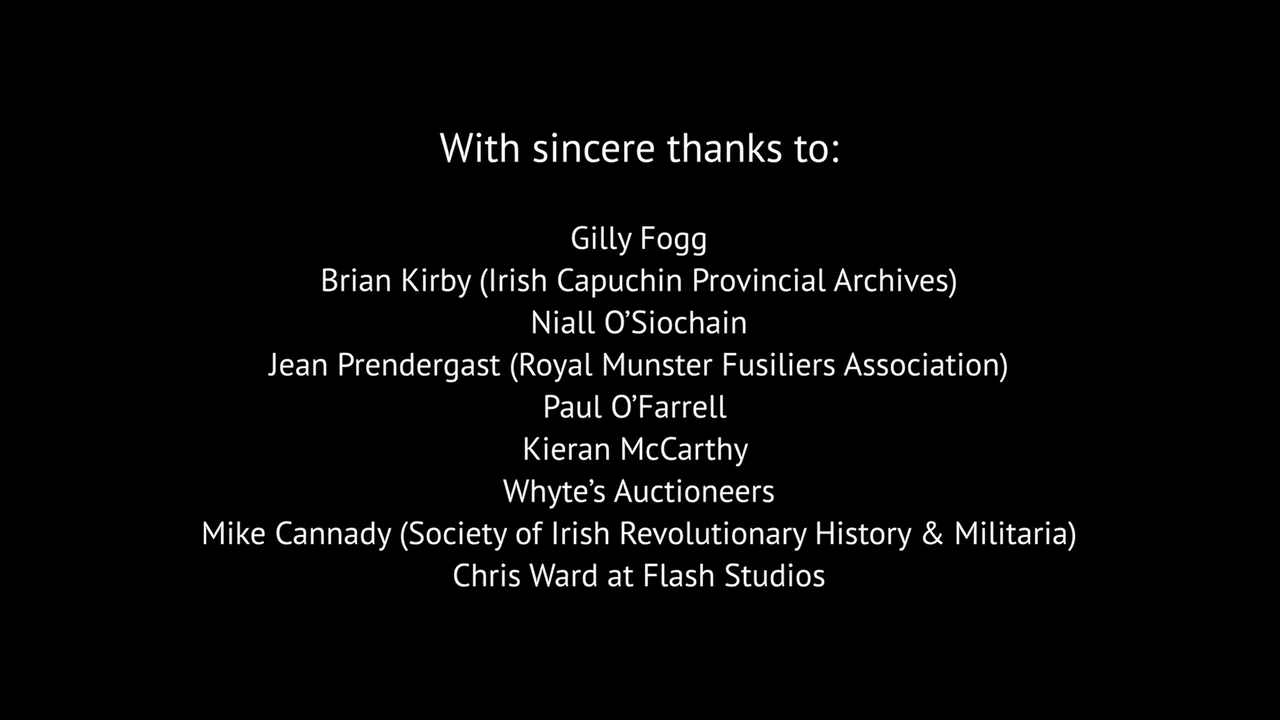 With sincere thanks to:
Gilly Fogg
Brian Kirby (Irish Capuchin Provincial Archives)
Niall O’Siochain
Jean Prendergast (Royal Munster Fusiliers Association)
Paul O’Farrell
Kieran McCarthy
Whyte’s Auctioneers
Mike Cannady (Society of Irish Revolutionary History & Militaria)
Chris Ward at Flash Studios